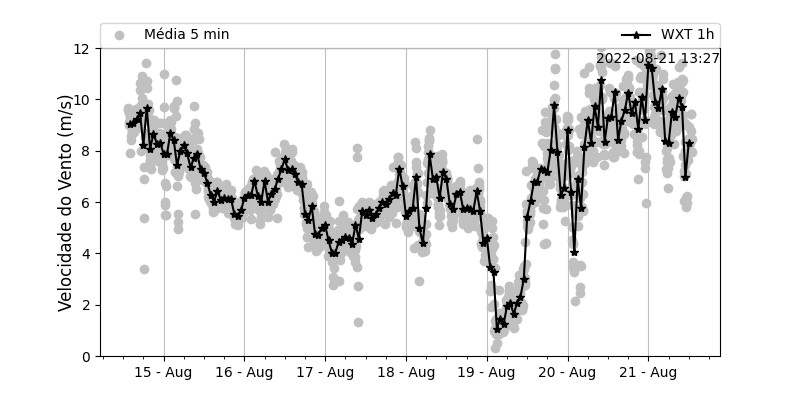 Média 5 min
WXT 1h
2022-08-21 13:27
Velocidade do Vento (m/s)
12
10
8
6
4
2
0
15 - Aug
16 - Aug
17 - Aug
18 - Aug
19 - Aug
20 - Aug
21 - Aug